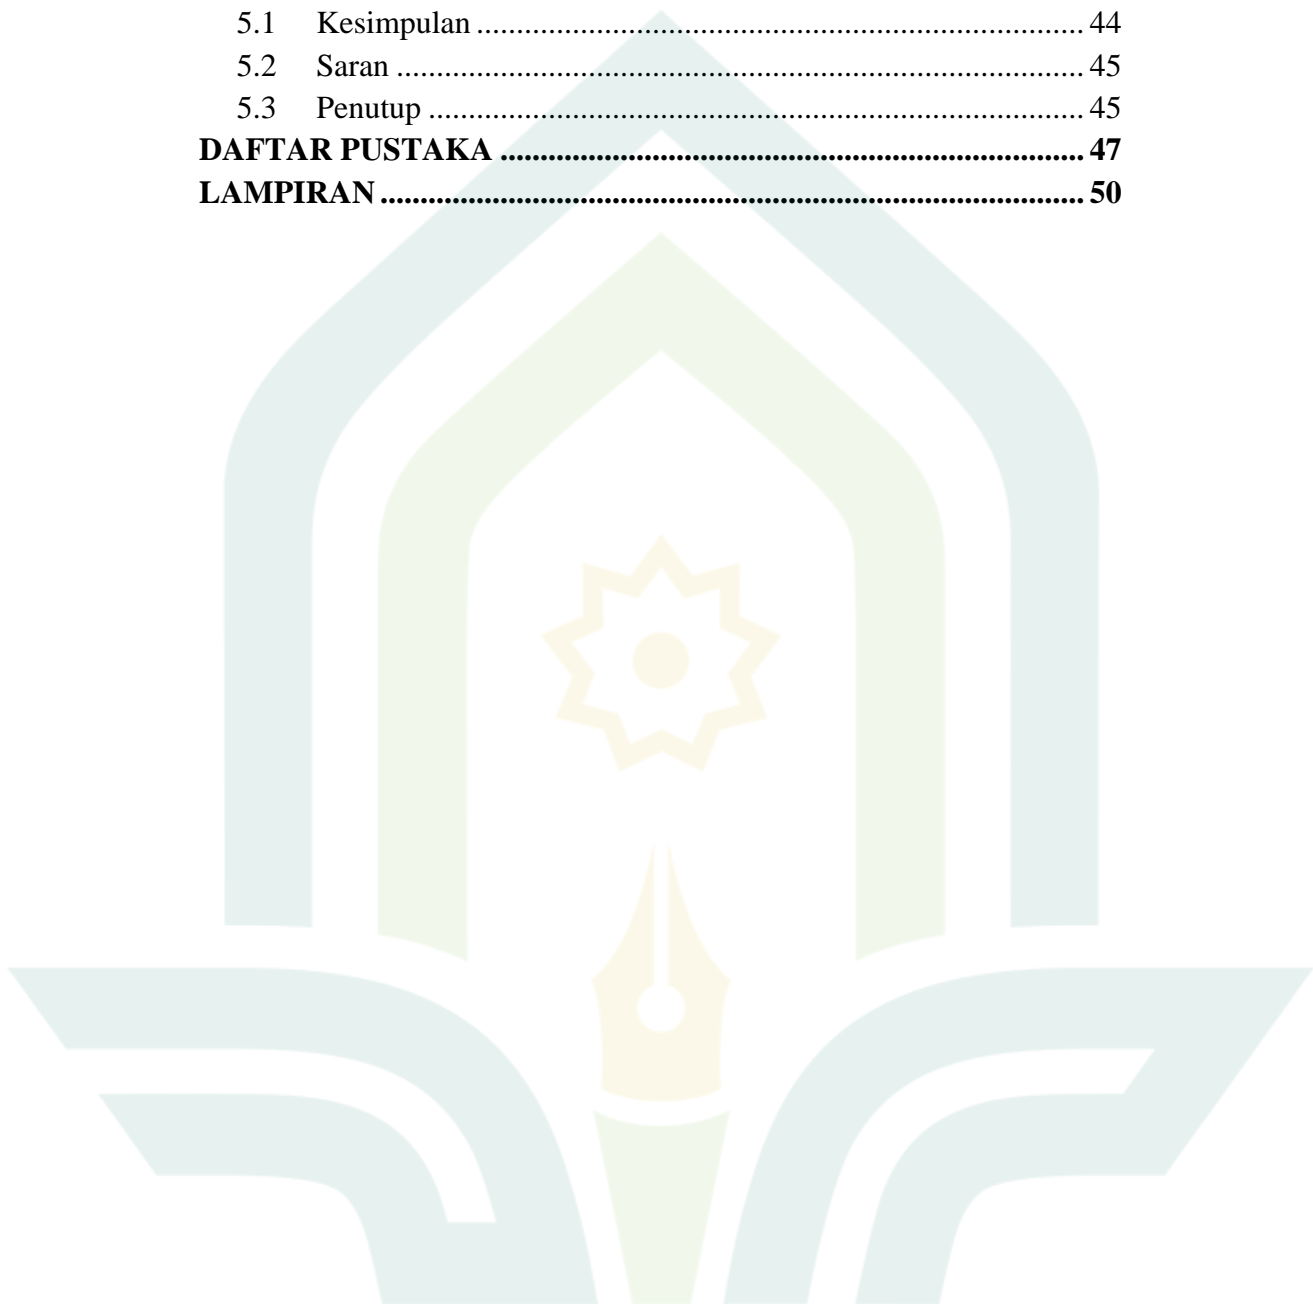 5.1 Kesimpulan ............................................................................. 44
5.2 Saran ....................................................................................... 45
5.3 Penutup ................................................................................... 45
DAFTAR PUSTAKA .......................................................................... 47
LAMPIRAN ......................................................................................... 50